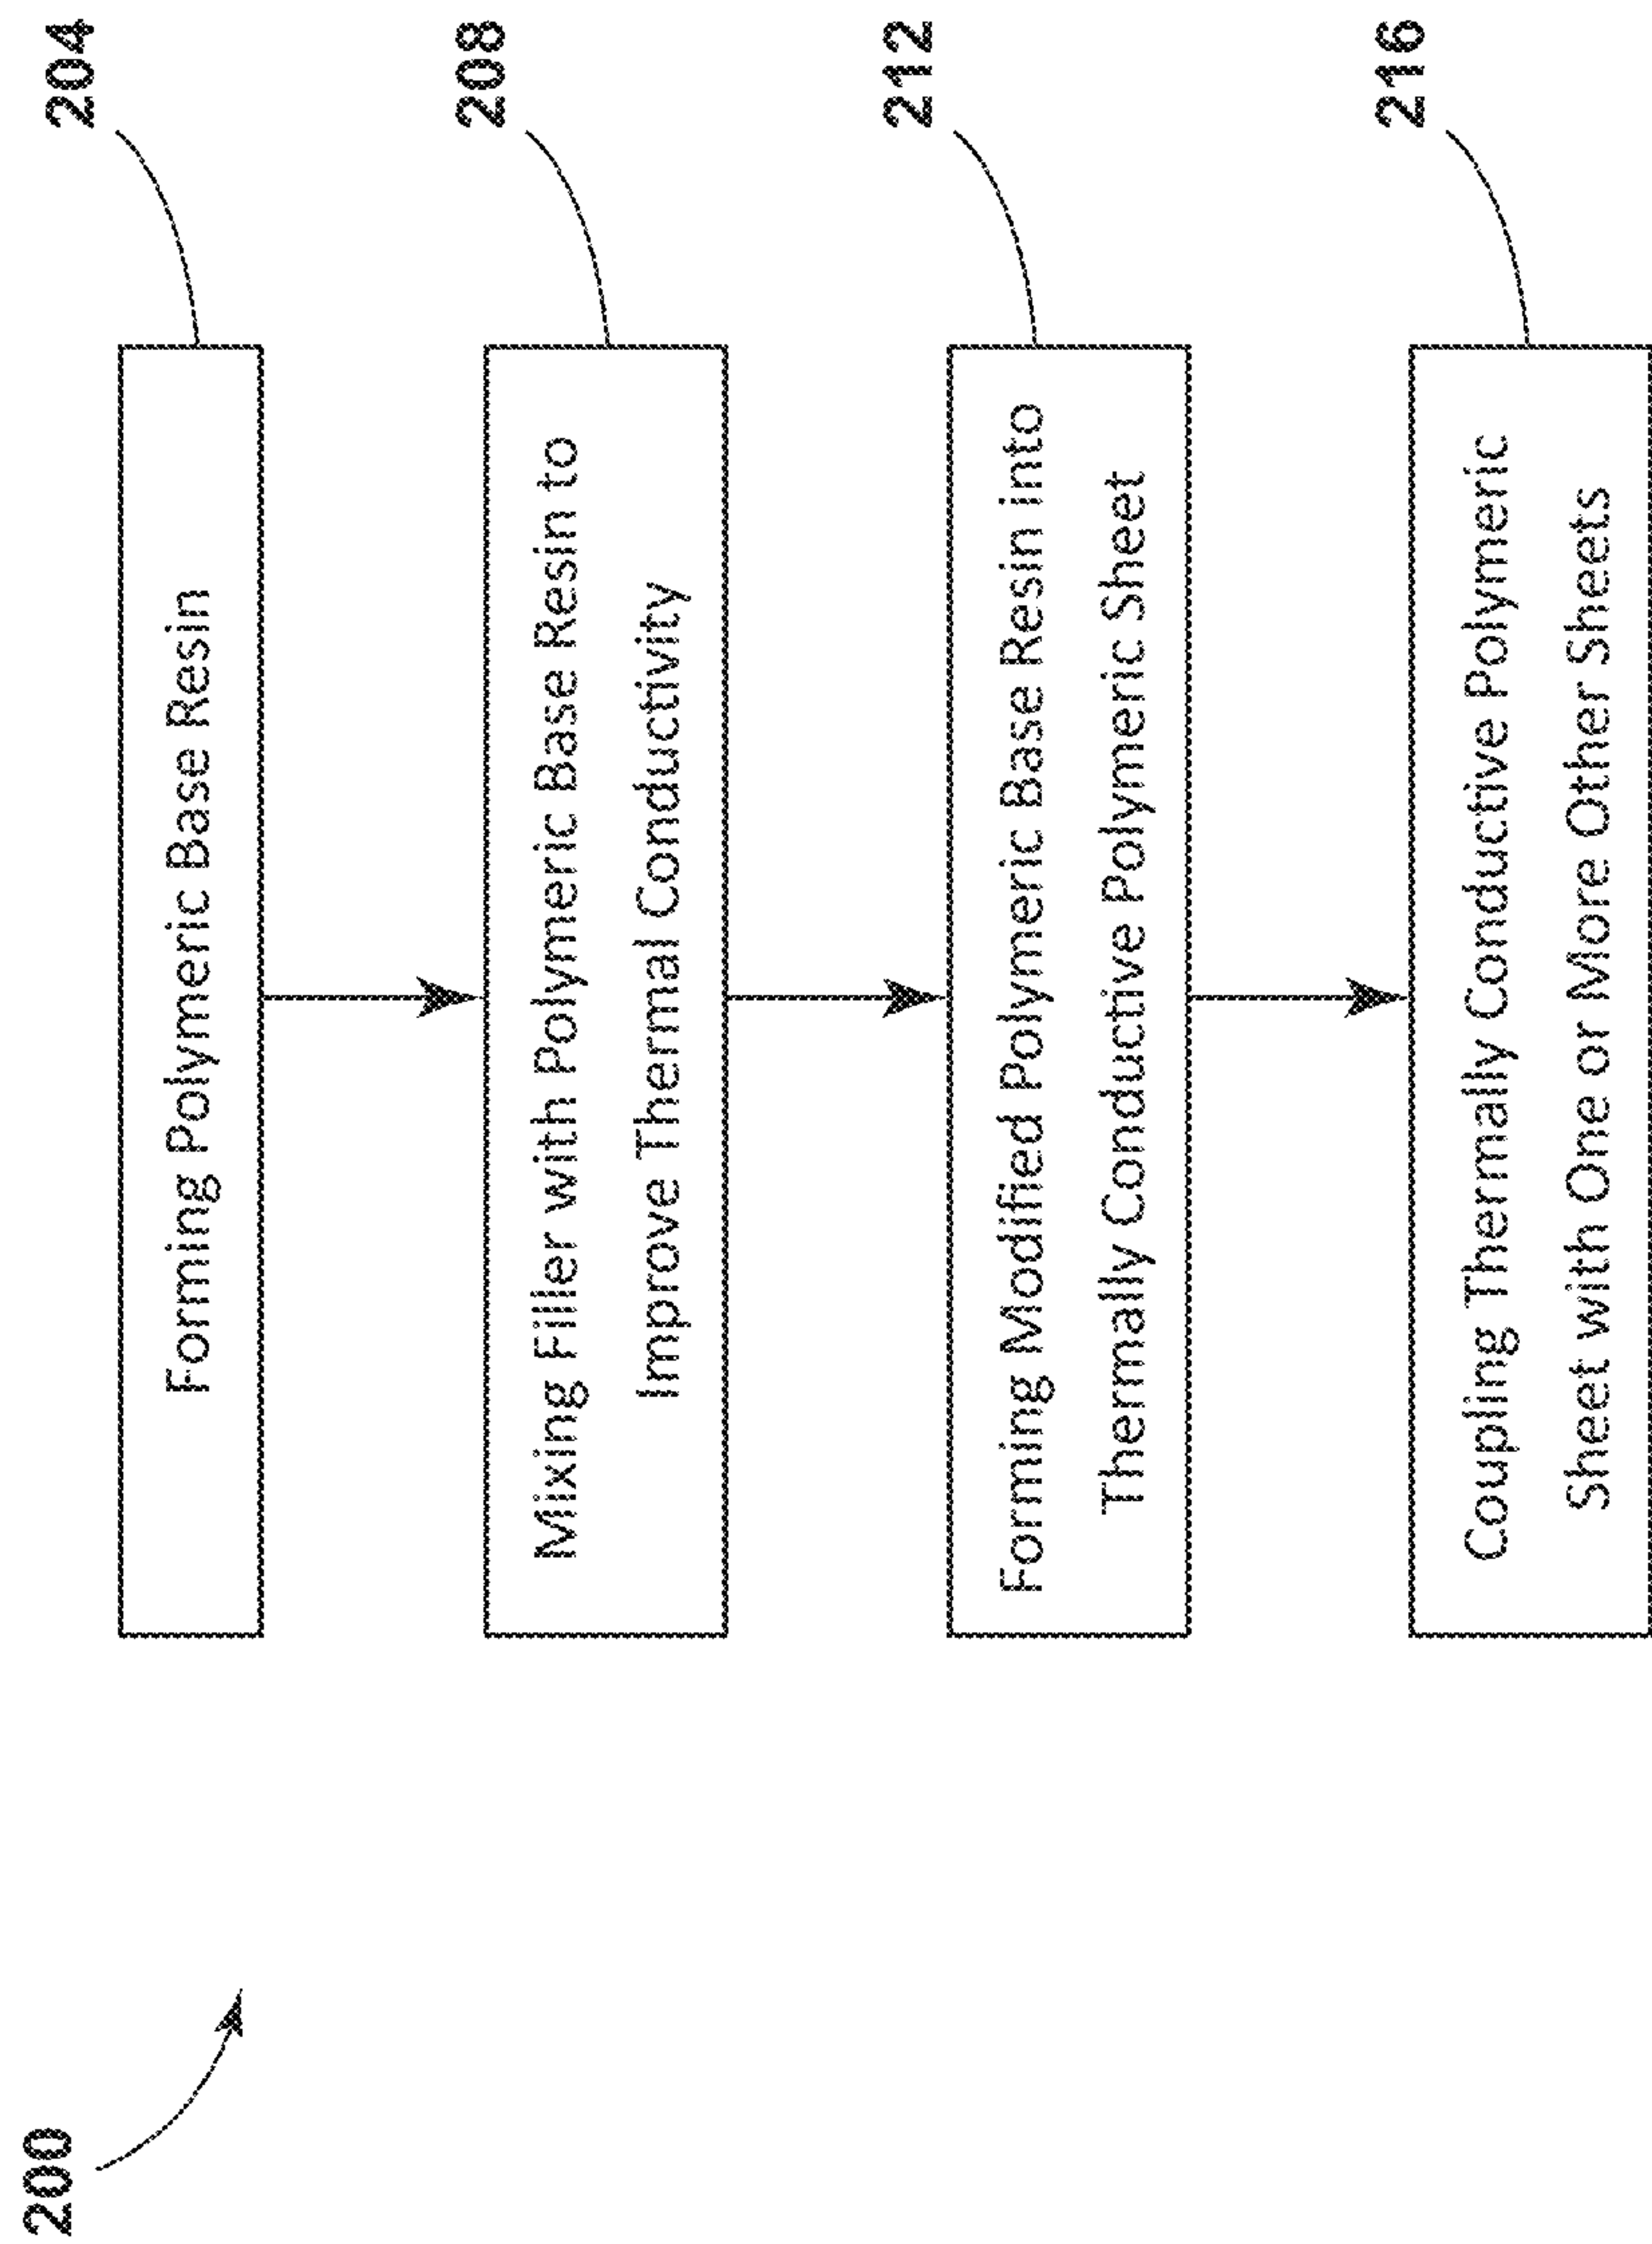 200
204
Forming Polymeric Base Resin
208
Mixing Filler with Polymeric Base Resin to
Improve Thermal Conductivity
212
Forming Modified Polymeric Base Resin into
Thermally Conductive Polymeric Sheet
216
Coupling Thermally Conductive Polymeric
Sheet with One or More Other Sheets